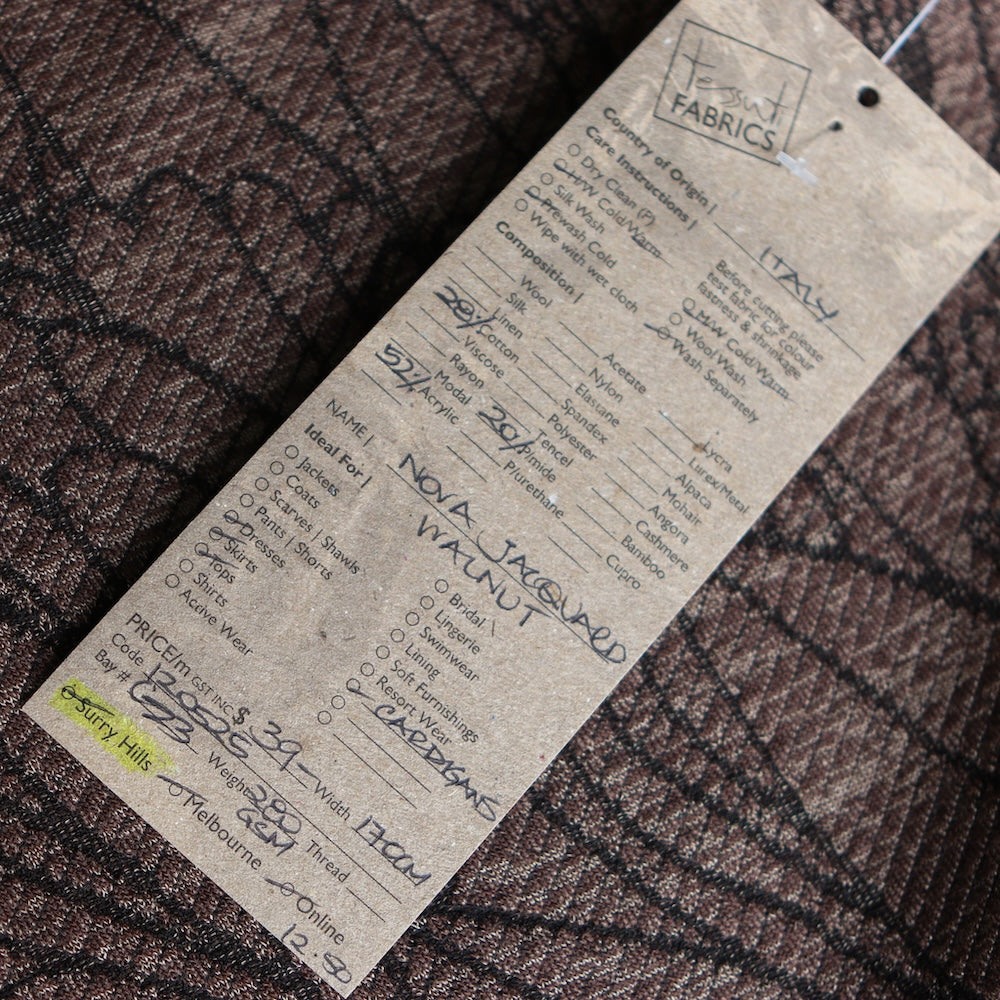 Tessuti
FABRICS
Country of Origin | ITALY
Care Instructions |
Dry Clean (P)
H/W Cold/Warm
Silk Wash
Prewash Cold
Wipe with wet cloth
Before cutting please
test fabric for colour
fastness & shrinkage
M/W Cold/Warm
Wool Wash
Wash Separately
Composition |
Wool
Silk
Linen
28% Cotton
Viscose
Rayon
Modal
52% Acrylic
Acetate
Nylon
Elastane
Spandex
Polyester
Tencel
20% P/mide
P/urethane
Lycra
Lurex/Metal
Alpaca
Mohair
Angora
Cashmere
Bamboo
Cupro
NAME | NOVA JACQUARD
WALNUT
Ideal For |
Jackets
Coats
Scarves | Shawls
Pants | Shorts
Dresses
Skirts
Tops
Shirts
Active Wear
Bridal
Lingerie
Swimwear
Lining
Soft Furnishings
Resort Wear
CARDIGANS
PRICE/m GST INC $ 39- Width 170CM
Code Weight 280 GSM Thread
Bay #
Surry Hills
Melbourne
Online
12.50